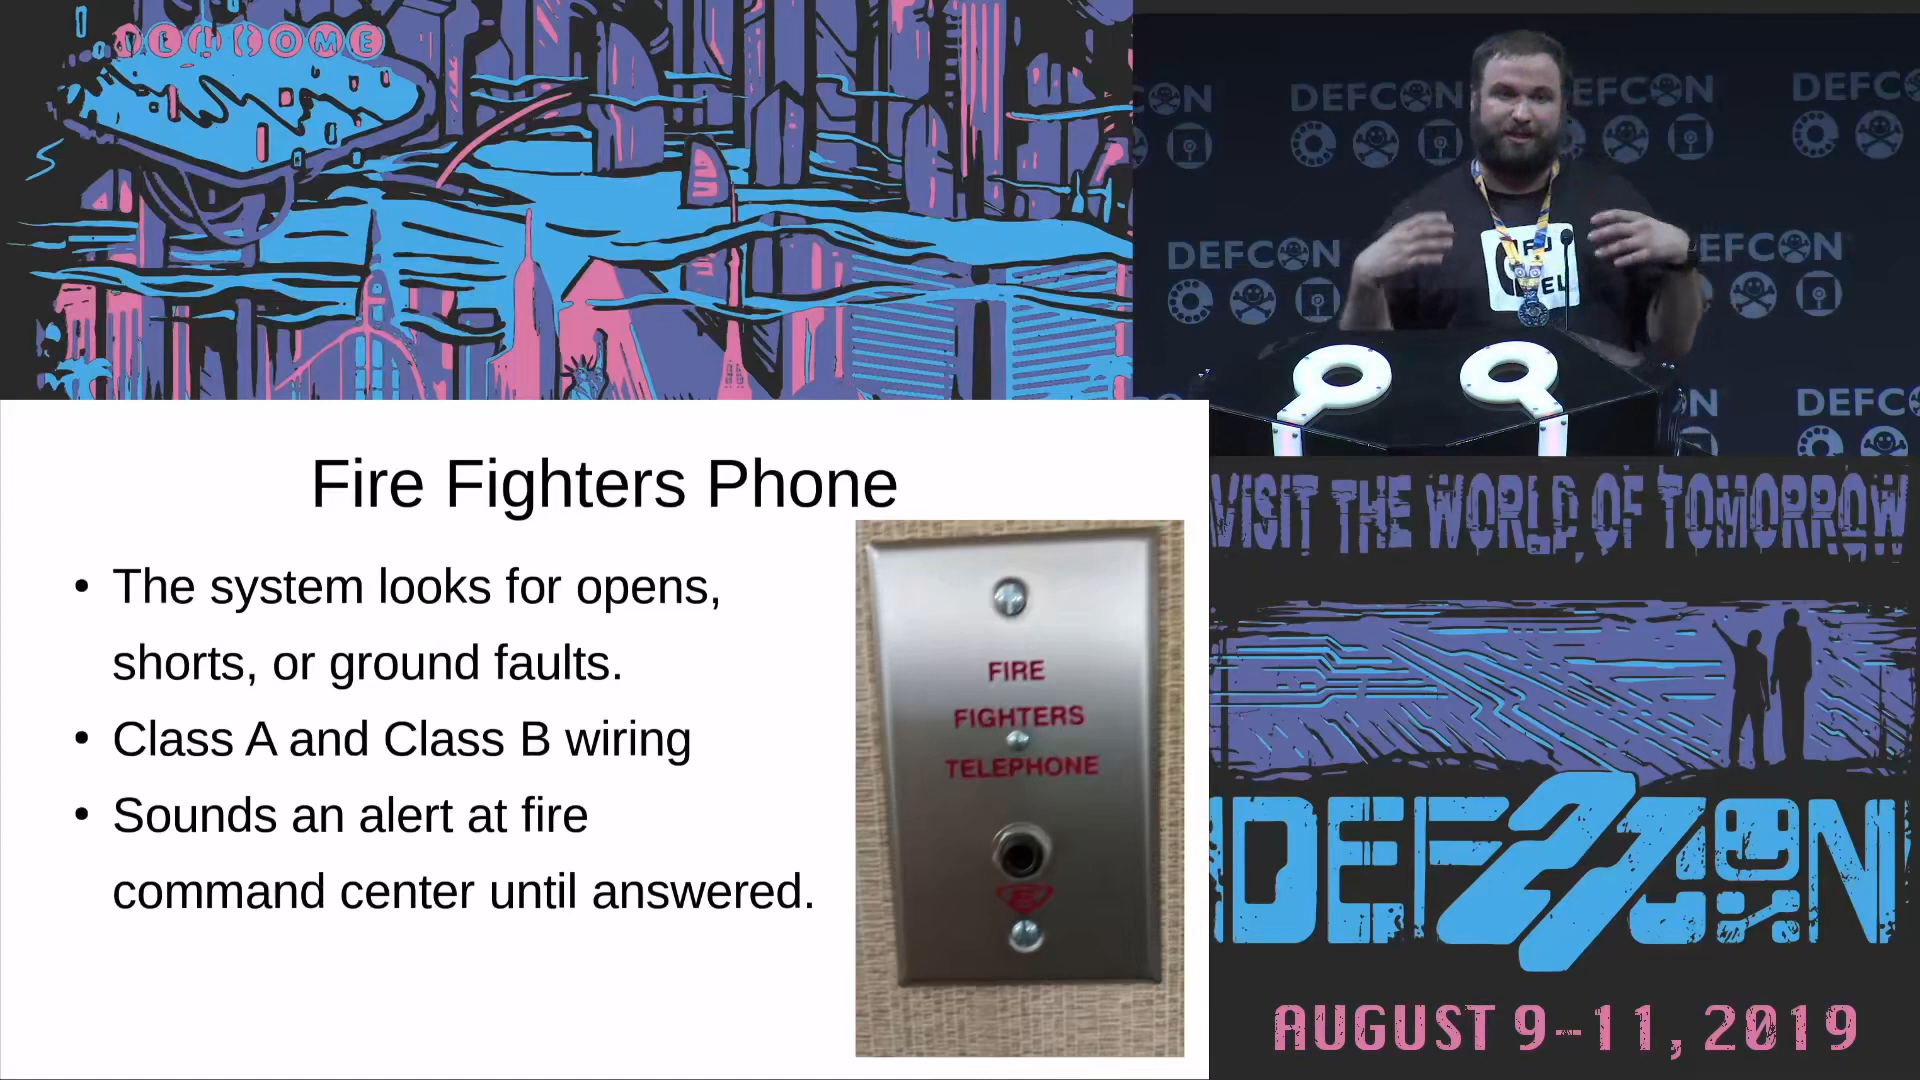 WELCOME
DEFCON
DEFCON
DEFCON
DEFCON
Fire Fighters Phone
• The system looks for opens,
shorts, or ground faults.
• Class A and Class B wiring
• Sounds an alert at fire
command center until answered.
FIRE
FIGHTERS
TELEPHONE
VISIT THE WORLD OF TOMORROW
DEF27CON
AUGUST 9-11, 2019